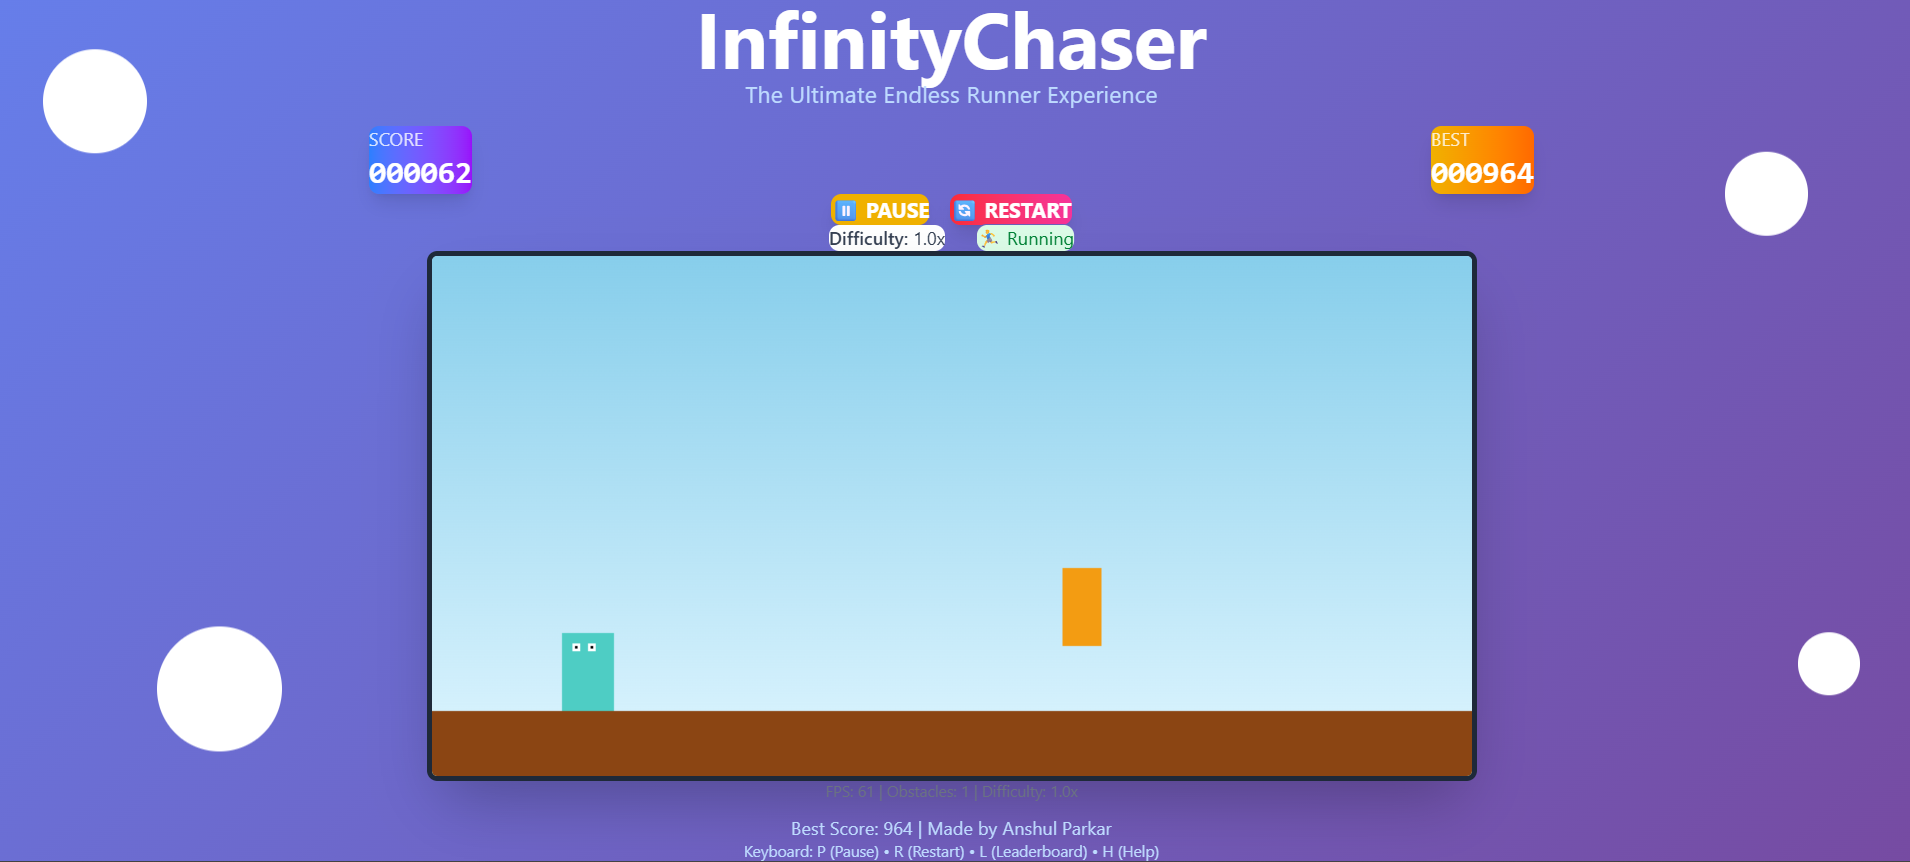 InfinityChaser
The Ultimate Endless Runner Experience
SCORE
000062
BEST
000964
⏸️ PAUSE
🔄 RESTART
Difficulty: 1.0x
🏃 Running
FPS: 61 | Obstacles: 1 | Difficulty: 1.0x
Best Score: 964 | Made by Anshul Parkar
Keyboard: P (Pause) • R (Restart) • L (Leaderboard) • H (Help)